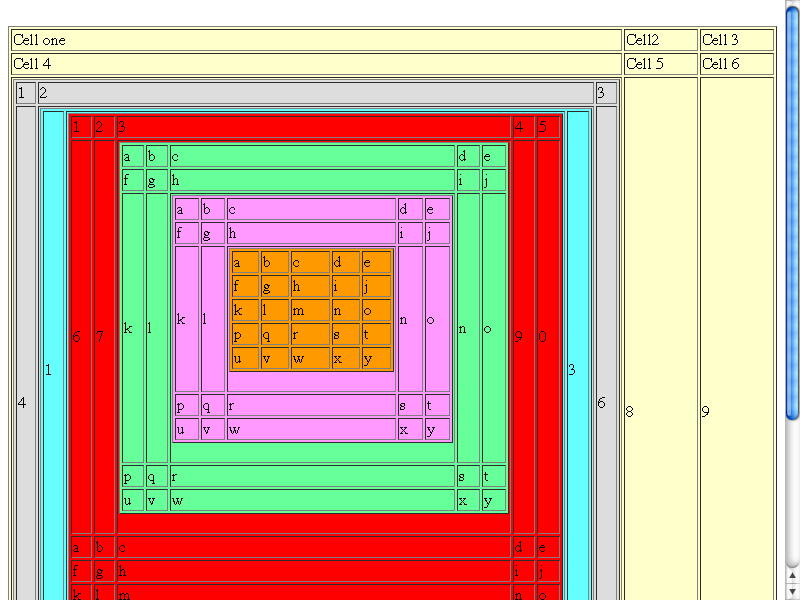 Cell one Cell2 Cell 3
Cell 4 Cell 5 Cell 6
1 2 3
1 2 3 4 5
a b c d e
f g h i j
a b c d e
f g h i j
a b c d e
f g h i j
k l m n o
k l k l n o n o
p q r s t
6 7 9 0
u v w x y
1 3
4 6
p q r s t
8 9
u v w x y
p q r s t
u v w x y
a b c d e
f g h i j
k l m n o